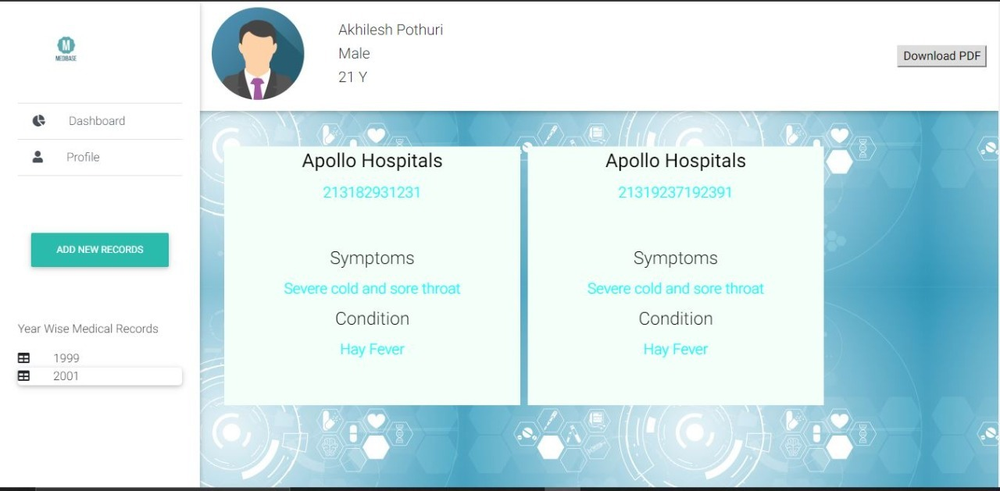 M
MEDIBASE
Dashboard
Profile
ADD NEW RECORDS
Year Wise Medical Records
1999
2001
Akhilesh Pothuri
Male
21 Y
Download PDF
Apollo Hospitals
213182931231
Symptoms
Severe cold and sore throat
Condition
Hay Fever
Apollo Hospitals
21319237192391
Symptoms
Severe cold and sore throat
Condition
Hay Fever